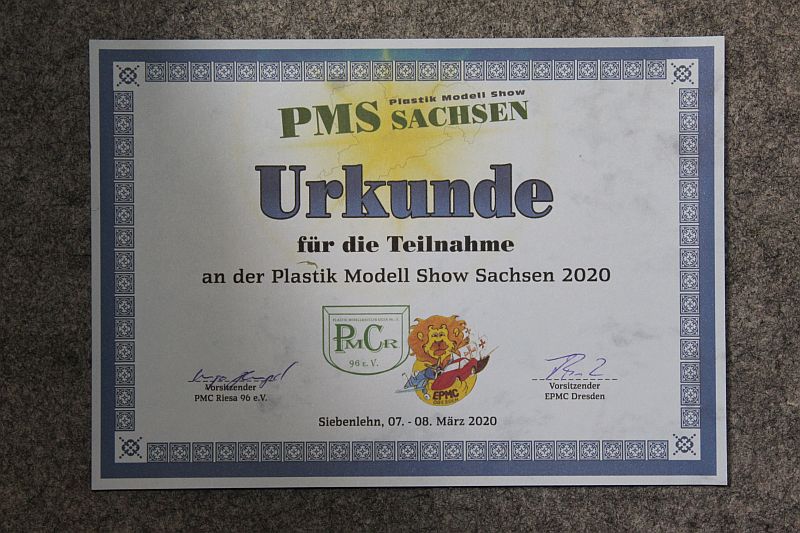 Plastik Modell Show
PMS SACHSEN
Urkunde
für die Teilnahme
an der Plastik Modell Show Sachsen 2020
PMCR
96 e. V.
EPMC
Vorsitzender
PMC Riesa 96 e.V.
Vorsitzender
EPMC Dresden
Siebenlehn, 07. - 08. März 2020